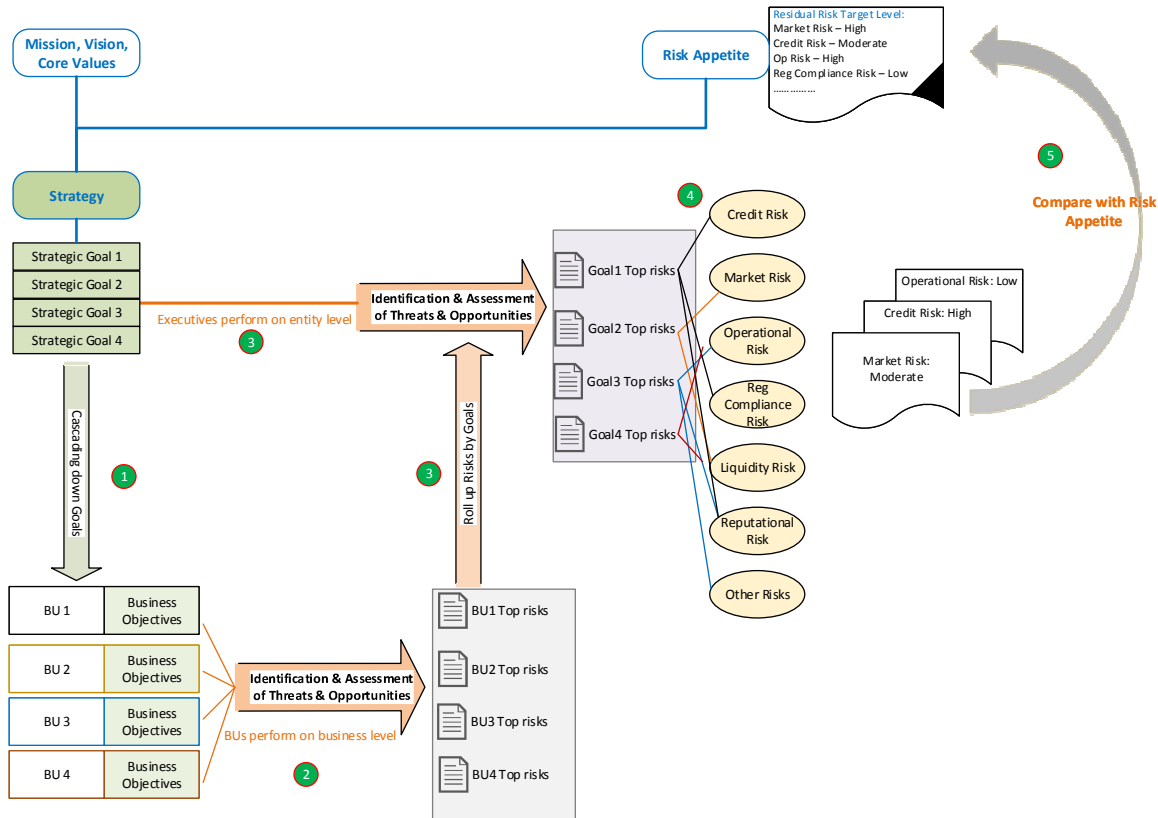 Mission, Vision,
Core Values
Risk Appetite
Residual Risk Target Level:
Market Risk – High
Credit Risk – Moderate
Op Risk – High
Reg Compliance Risk – Low
……………
5
Compare with Risk
Appetite
Strategy
Strategic Goal 1
Strategic Goal 2
Strategic Goal 3
Strategic Goal 4
Executives perform on entity level
3
Identification & Assessment
of Threats & Opportunities
Goal1 Top risks
Goal2 Top risks
Goal3 Top risks
Goal4 Top risks
4
Credit Risk
Market Risk
Operational
Risk
Reg
Compliance
Risk
Liquidity Risk
Reputational
Risk
Other Risks
Operational Risk: Low
Credit Risk: High
Market Risk:
Moderate
Cascading down
Goals
1
Roll up Risks by Goals
3
BU 1
Business
Objectives
BU 2
Business
Objectives
BU 3
Business
Objectives
BU 4
Business
Objectives
Identification & Assessment
of Threats & Opportunities
BUs perform on business level
2
BU1 Top risks
BU2 Top risks
BU3 Top risks
BU4 Top risks